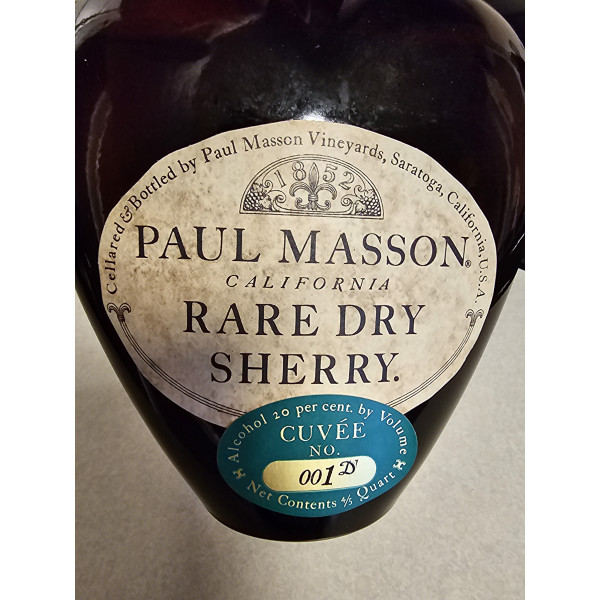 Cellared & Bottled by Paul Masson Vineyards, Saratoga, California, U.S.A.
1852
PAUL MASSON®
CALIFORNIA
RARE DRY
SHERRY.
Alcohol 20 per cent. by Volume
CUVÉE
NO.
001 D
Net Contents 4/5 Quart